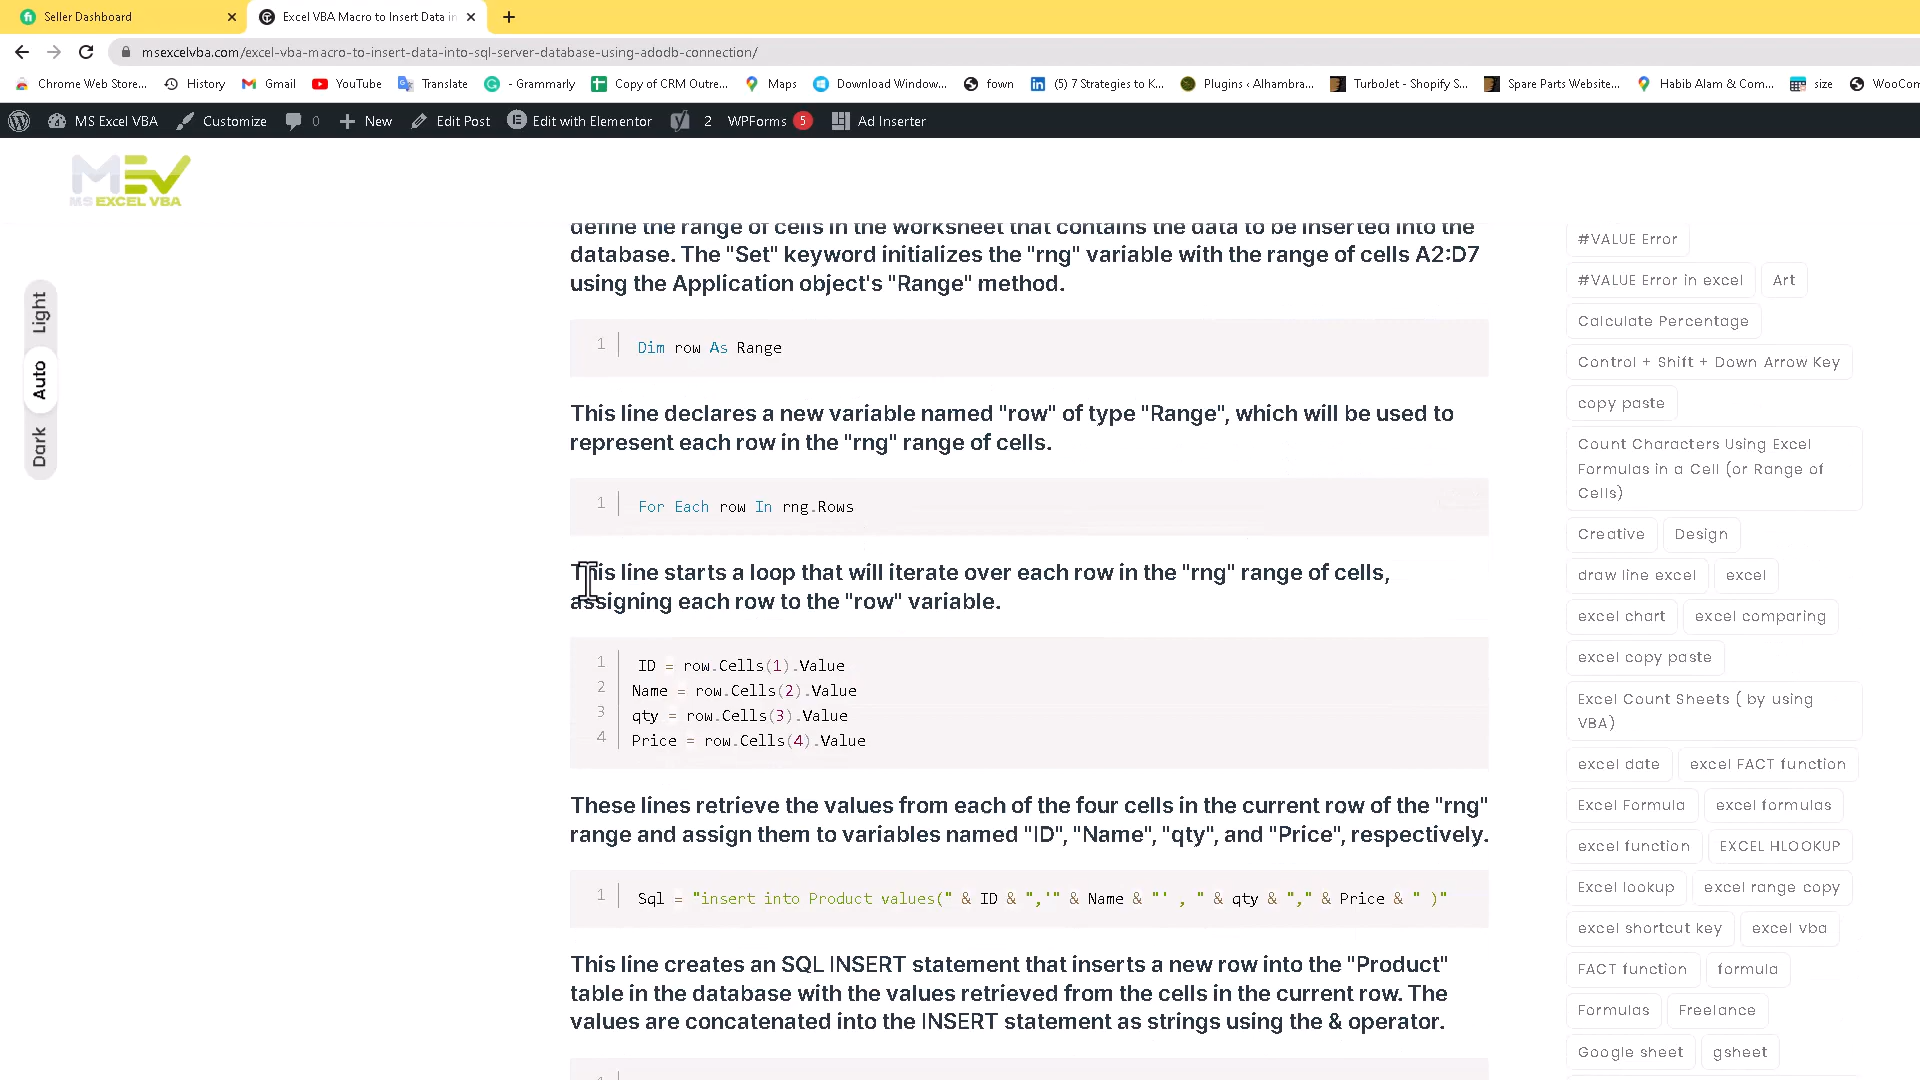 Seller Dashboard
Excel VBA Macro to Insert Data in
msexcelvba.com/excel-vba-macro-to-insert-data-into-sql-server-database-using-adodb-connection/
Chrome Web Store... History Gmail YouTube Translate - Grammarly Copy of CRM Outre... Maps Download Window... fown (5) 7 Strategies to K... Plugins ‹ Alhambra... TurboJet - Shopify S... Spare Parts Website... Habib Alam & Com... size WooCom
MS Excel VBA Customize 0 New Edit Post Edit with Elementor 2 WPForms 5 Ad Inserter
MEV
MS EXCEL VBA
Light
Auto
Dark
define the range of cells in the worksheet that contains the data to be inserted into the
database. The "Set" keyword initializes the "rng" variable with the range of cells A2:D7
using the Application object's "Range" method.
1 Dim row As Range
This line declares a new variable named "row" of type "Range", which will be used to
represent each row in the "rng" range of cells.
1 For Each row In rng.Rows
This line starts a loop that will iterate over each row in the "rng" range of cells,
assigning each row to the "row" variable.
1 ID = row.Cells(1).Value
2 Name = row.Cells(2).Value
3 qty = row.Cells(3).Value
4 Price = row.Cells(4).Value
These lines retrieve the values from each of the four cells in the current row of the "rng"
range and assign them to variables named "ID", "Name", "qty", and "Price", respectively.
1 Sql = "insert into Product values(" & ID & ",'" & Name & "' , " & qty & "," & Price & " )"
This line creates an SQL INSERT statement that inserts a new row into the "Product"
table in the database with the values retrieved from the cells in the current row. The
values are concatenated into the INSERT statement as strings using the & operator.
#VALUE Error
#VALUE Error in excel Art
Calculate Percentage
Control + Shift + Down Arrow Key
copy paste
Count Characters Using Excel
Formulas in a Cell (or Range of
Cells)
Creative Design
draw line excel excel
excel chart excel comparing
excel copy paste
Excel Count Sheets ( by using
VBA)
excel date excel FACT function
Excel Formula excel formulas
excel function EXCEL HLOOKUP
Excel lookup excel range copy
excel shortcut key excel vba
FACT function formula
Formulas Freelance
Google sheet gsheet